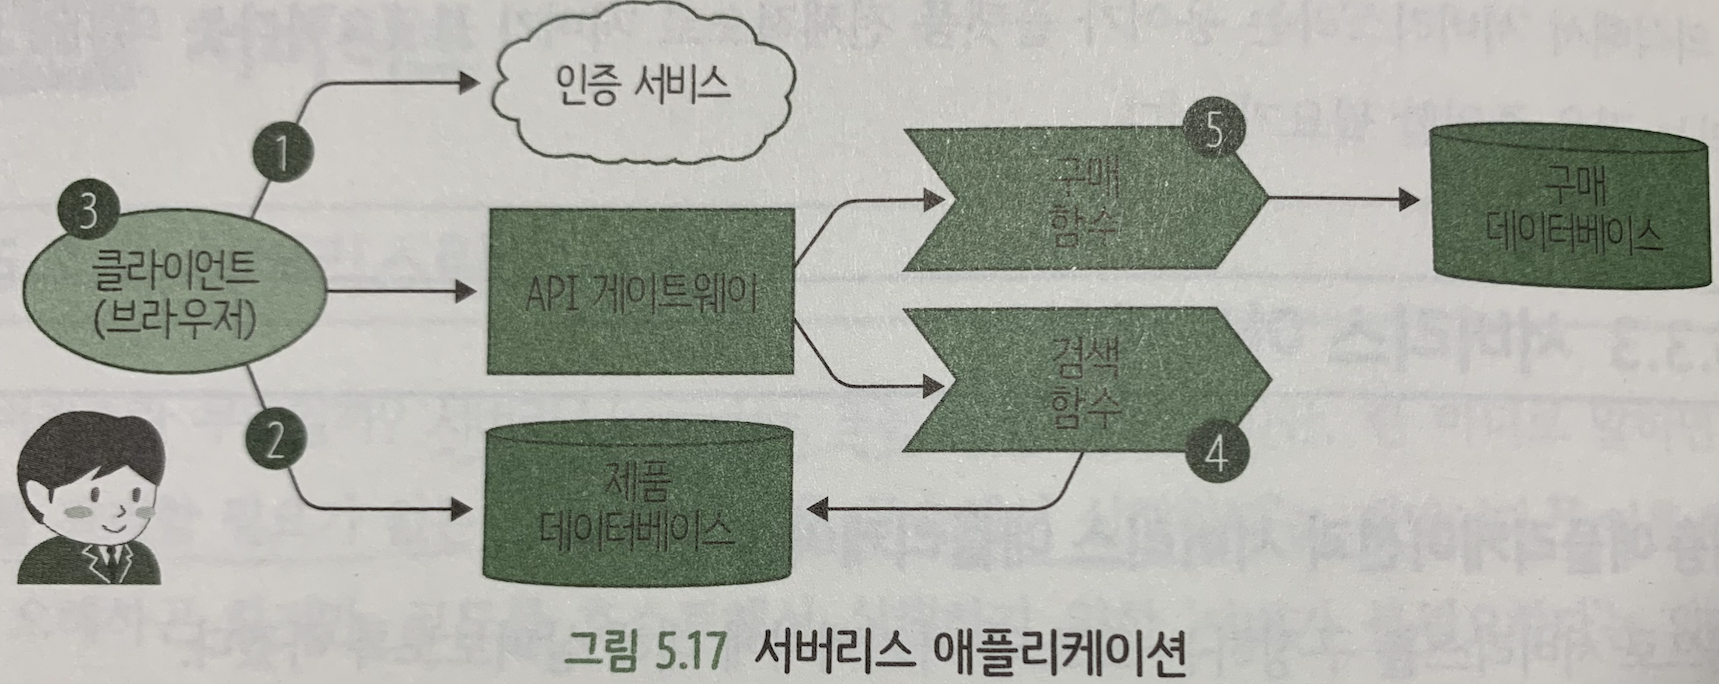 인증 서비스
1
5
3
구매
함수
구매
데이터베이스
클라이언트
(브라우저)
API 게이트웨이
검색
함수
2
4
제품
데이터베이스
그림 5.17 서버리스 애플리케이션